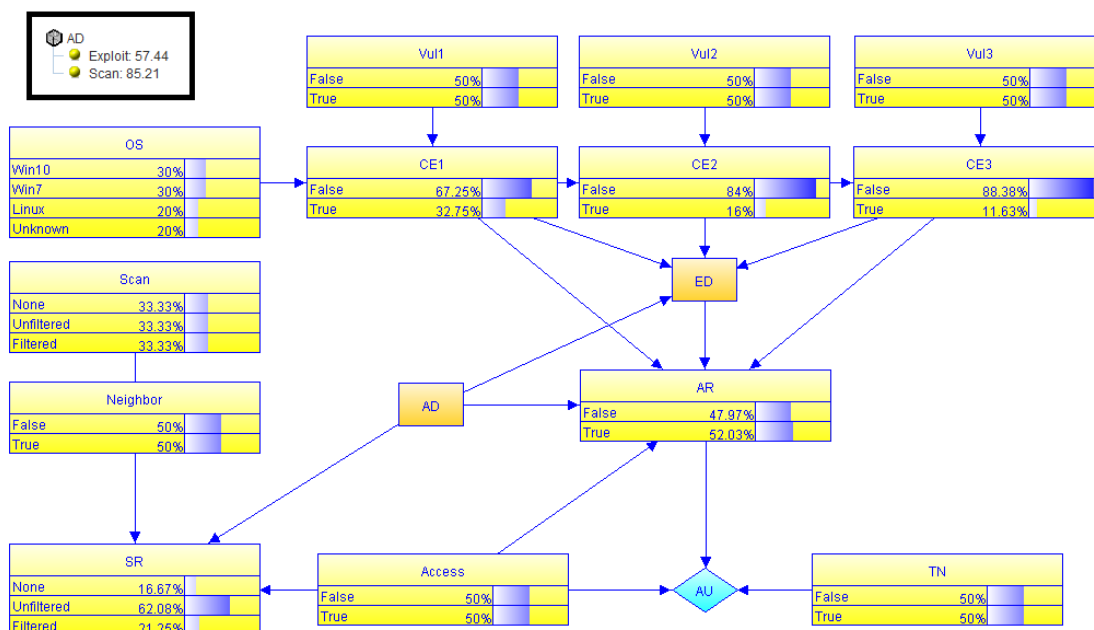 AD
Exploit: 57.44
Scan: 85.21
Vul1
False 50%
True 50%
Vul2
False 50%
True 50%
Vul3
False 50%
True 50%
OS
Win10 30%
Win7 30%
Linux 20%
Unknown 20%
CE1
False 67.25%
True 32.75%
CE2
False 84%
True 16%
CE3
False 88.38%
True 11.63%
ED
Scan
None 33.33%
Unfiltered 33.33%
Filtered 33.33%
Neighbor
False 50%
True 50%
AD
AR
False 47.97%
True 52.03%
SR
None 16.67%
Unfiltered 62.08%
Filtered 21.25%
Access
False 50%
True 50%
AU
TN
False 50%
True 50%